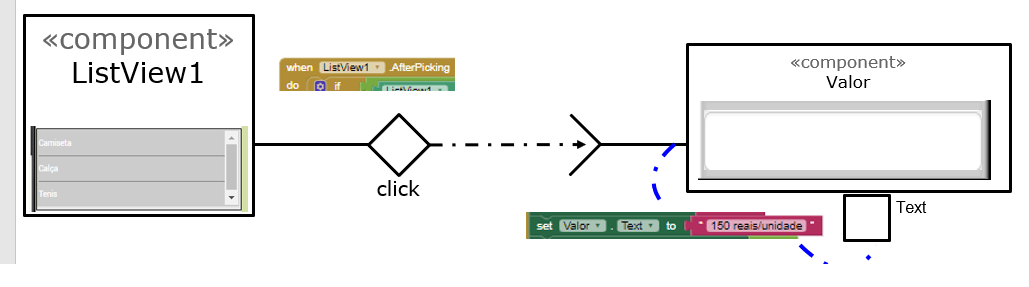 «component»
ListView1
Camiseta
Calça
Tenis
when ListView1 .AfterPicking
do if ListView1
click
«component»
Valor
Text
set Valor . Text to " 150 reais/unidade "